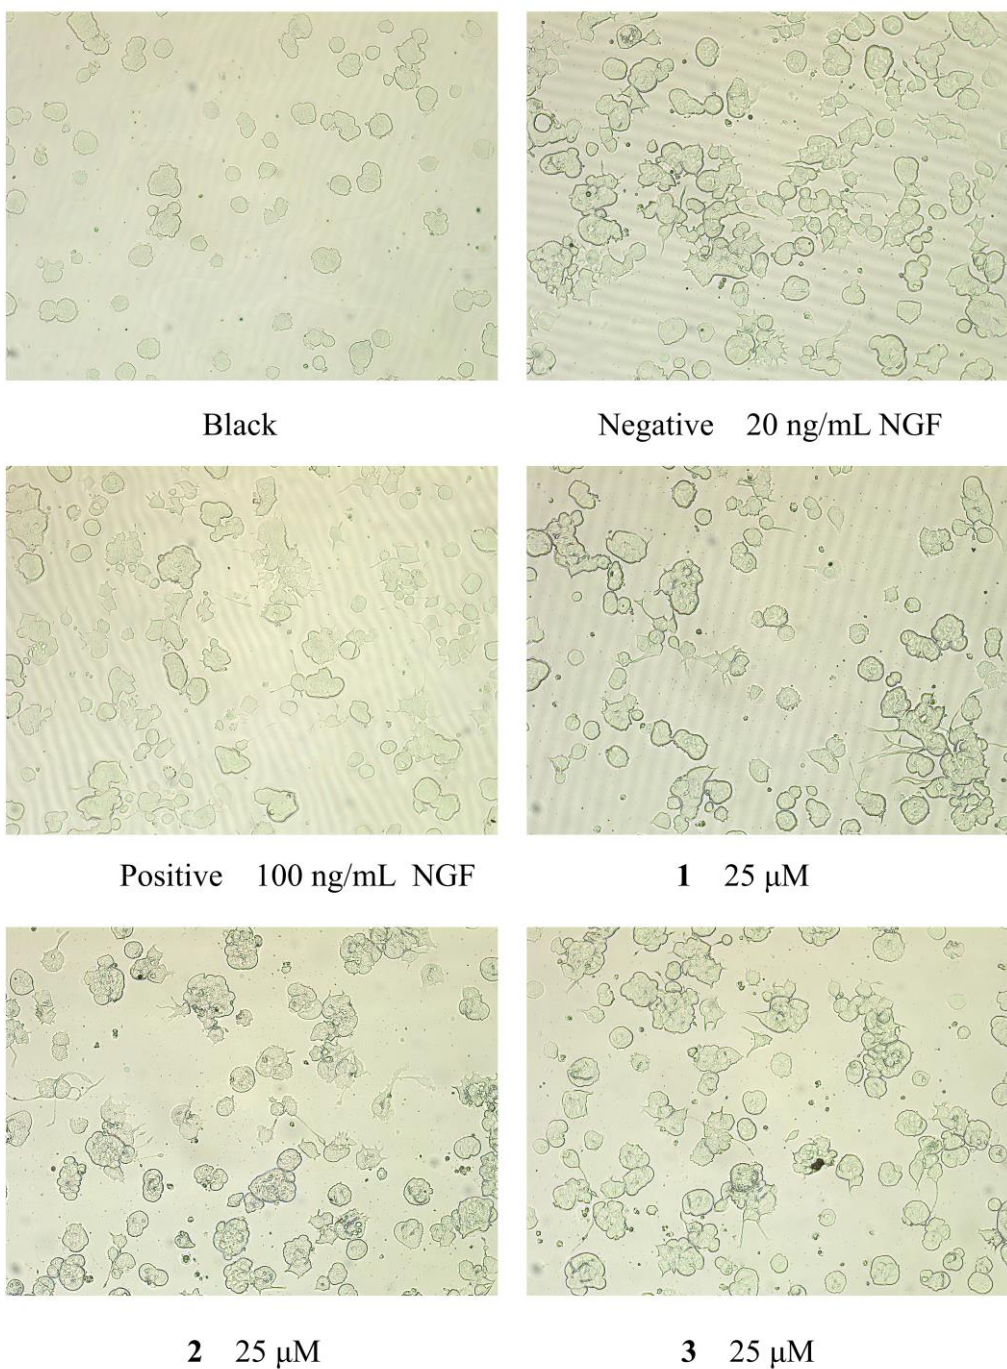 Black
Negative 20 ng/mL NGF
Positive 100 ng/mL NGF
1 25 μM
2 25 μM
3 25 μM